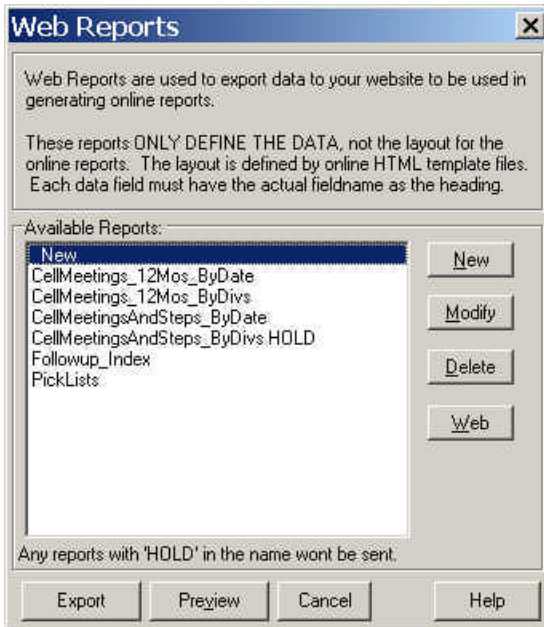 Web Reports
Web Reports are used to export data to your website to be used in
generating online reports.
These reports ONLY DEFINE THE DATA, not the layout for the
online reports. The layout is defined by online HTML template files.
Each data field must have the actual fieldname as the heading.
Available Reports:
_New_
CellMeetings_12Mos_ByDate
CellMeetings_12Mos_ByDivs
CellMeetingsAndSteps_ByDate
CellMeetingsAndSteps_ByDivs HOLD
Followup_Index
PickLists
New
Modify
Delete
Web
Any reports with 'HOLD' in the name wont be sent.
Export
Preview
Cancel
Help